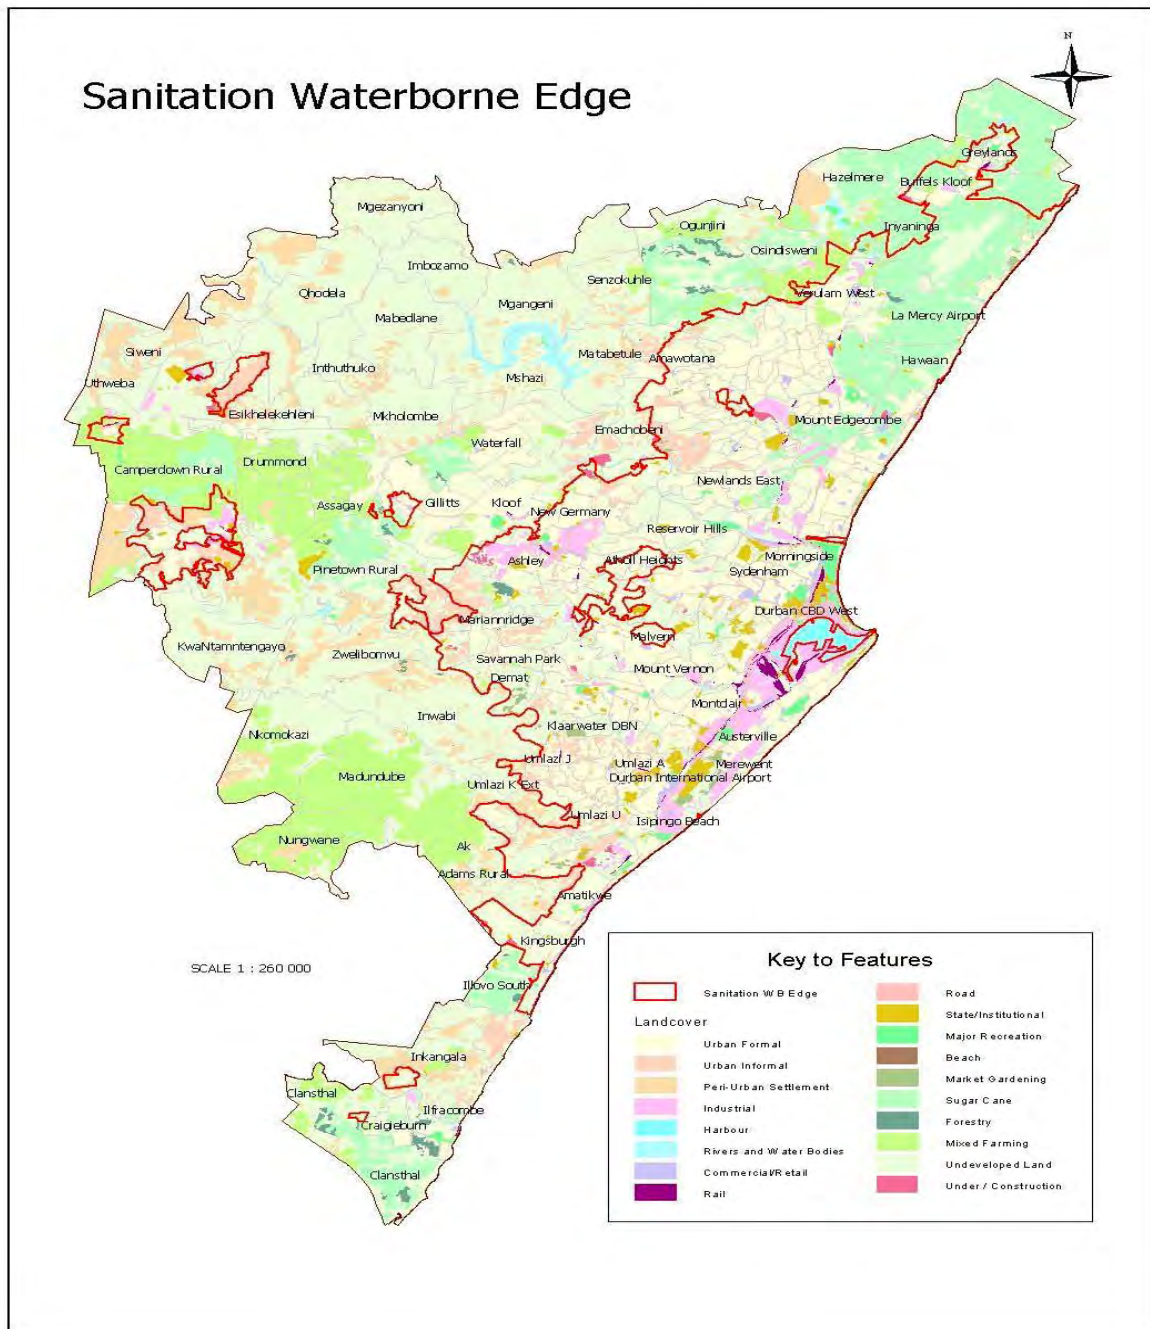 N
Sanitation Waterborne Edge
Greylands
Hazelmere
Buffels Kloof
Mgezanyoni
Ogunjini
Inyaninga
Osindisweni
Imbozamo
Senzokuhle
Qhodela
Verulam West
Mgangeni
Mabedlane
La Mercy Airport
Siweni
Matabetule
Amawotana
Hawaan
Inthuthuko
Uthweba
Mshazi
Esikhelekehleni
Mkholombe
Mount Edgecombe
Emachobeni
Waterfall
Drummond
Camperdown Rural
Newlands East
Assagay
Gillitts
Kloof
New Germany
Reservoir Hills
Morningside
Ashley
Atholl Heights
Pinetown Rural
Sydenham
Durban CBD West
Mariannridge
Malvern
KwaNtamntengayo
Zwelibomvu
Savannah Park
Mount Vernon
Demat
Montclair
Inwabi
Klaarwater DBN
Nkomokazi
Austerville
Umlazi J
Umlazi A
Merewent
Madundube
Durban International Airport
Umlazi K Ext
Umlazi U
Isipingo Beach
Nungwane
Ak
Adams Rural
Amatikwe
Kingsburgh
SCALE 1 : 260 000
Illovo South
Inkangala
Clansthal
Ilfracombe
Craigieburn
Clansthal
Key to Features
Sanitation W B Edge
Landcover
Urban Formal
Urban Informal
Peri-Urban Settlement
Industrial
Harbour
Rivers and Water Bodies
Commercial/Retail
Rail
Road
State/Institutional
Major Recreation
Beach
Market Gardening
Sugar Cane
Forestry
Mixed Farming
Undeveloped Land
Under / Construction